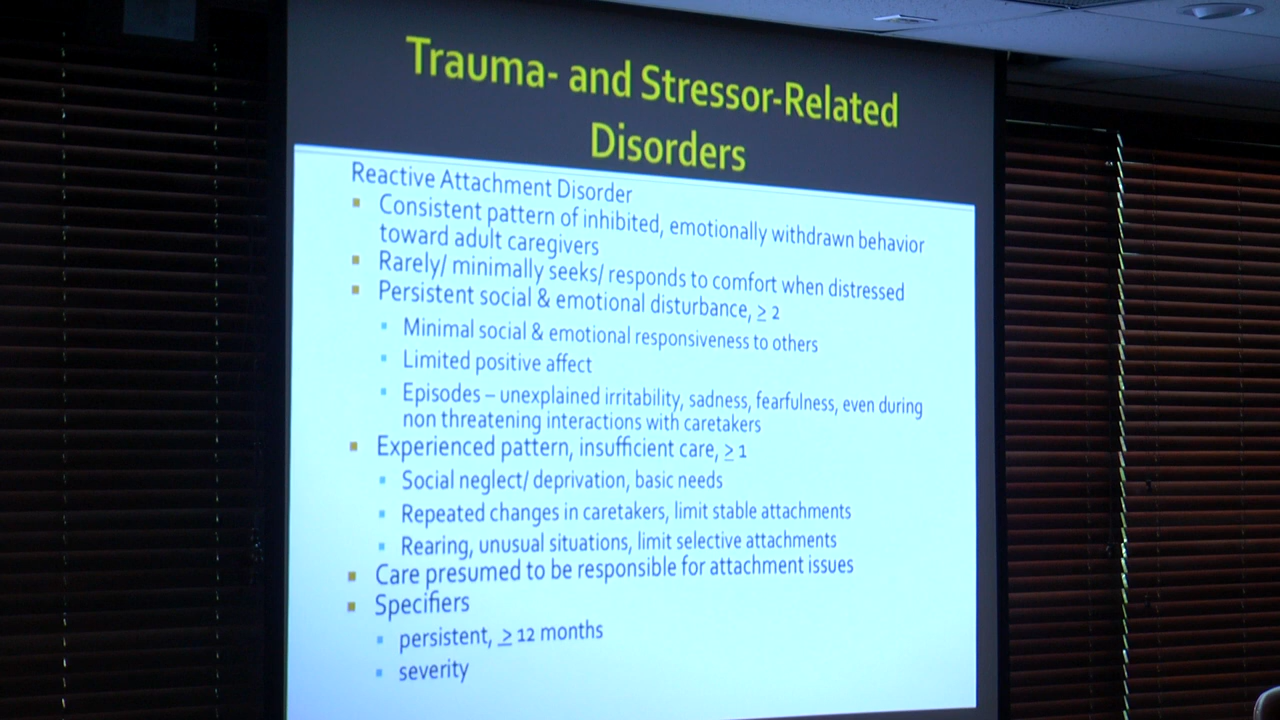 Trauma- and Stressor-Related
Disorders
Reactive Attachment Disorder
Consistent pattern of inhibited, emotionally withdrawn behavior
toward adult caregivers
Rarely/ minimally seeks/ responds to comfort when distressed
Persistent social & emotional disturbance, ≥ 2
Minimal social & emotional responsiveness to others
Limited positive affect
Episodes – unexplained irritability, sadness, fearfulness, even during
non threatening interactions with caretakers
Experienced pattern, insufficient care, ≥ 1
Social neglect/ deprivation, basic needs
Repeated changes in caretakers, limit stable attachments
Rearing, unusual situations, limit selective attachments
Care presumed to be responsible for attachment issues
Specifiers
persistent, ≥ 12 months
severity